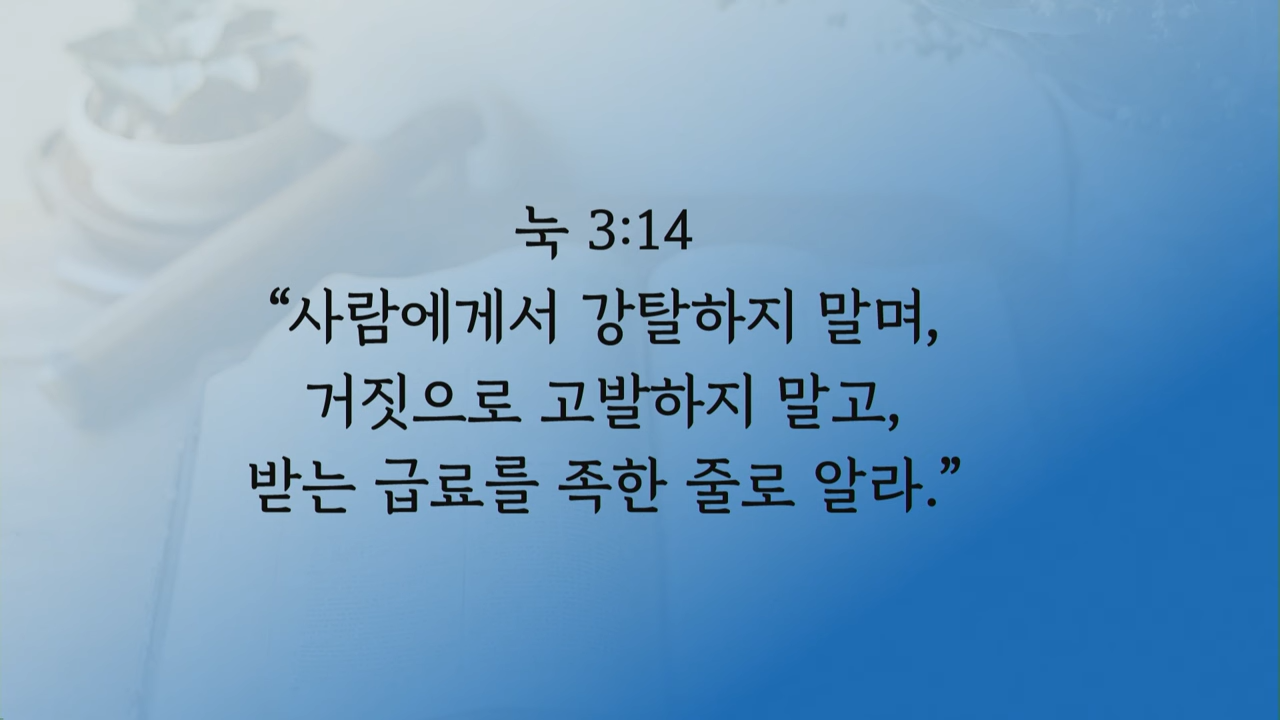 눅 3:14
“사람에게서 강탈하지 말며,
거짓으로 고발하지 말고,
받는 급료를 족한 줄로 알라.”